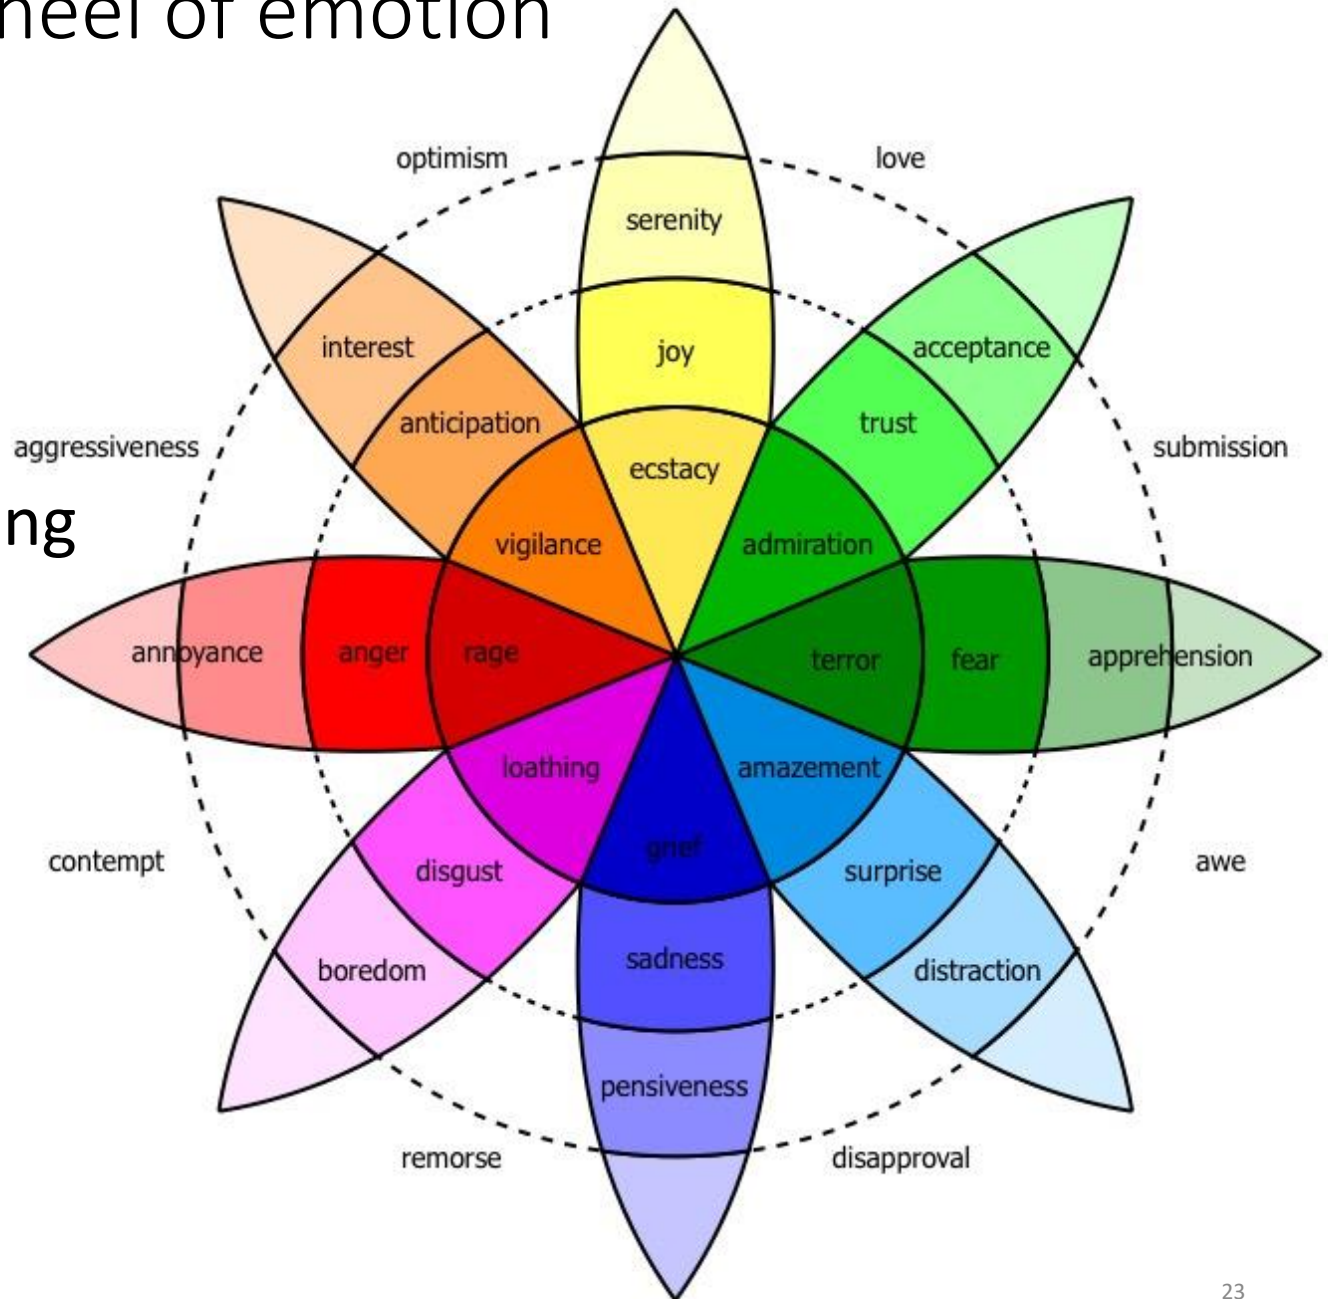 heel of emotion
optimism
love
serenity
interest
joy
acceptance
anticipation
trust
aggressiveness
ecstacy
submission
ng
vigilance
admiration
annoyance
anger
rage
terror
fear
apprehension
loathing
amazement
grief
contempt
disgust
surprise
awe
sadness
boredom
distraction
pensiveness
remorse
disapproval
23